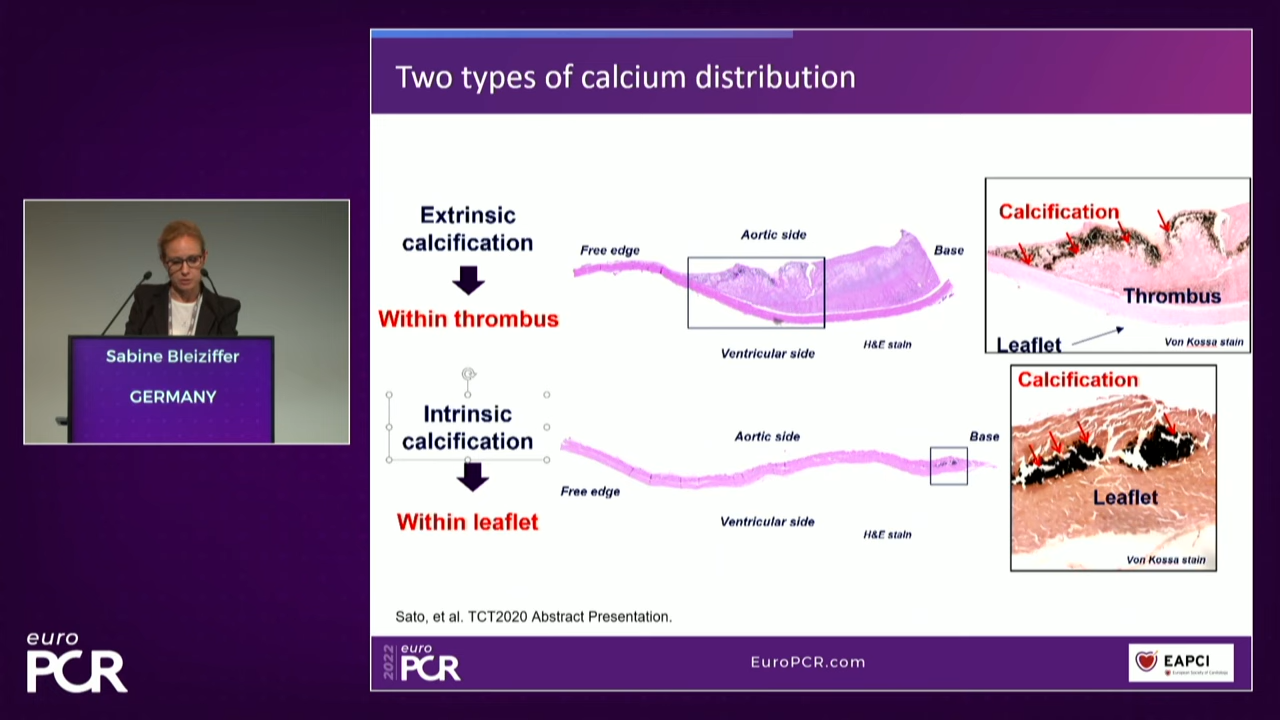 Two types of calcium distribution
Extrinsic
calcification
Within thrombus
Free edge
Aortic side
Base
Ventricular side
H&E stain
Calcification
Thrombus
Leaflet
Von Kossa stain
Intrinsic
calcification
Within leaflet
Free edge
Aortic side
Base
Ventricular side
H&E stain
Calcification
Leaflet
Von Kossa stain
Sato, et al. TCT2020 Abstract Presentation.
2022
euro
PCR
EuroPCR.com
EAPCI
Sabine Bleiziffer
GERMANY
euro
PCR